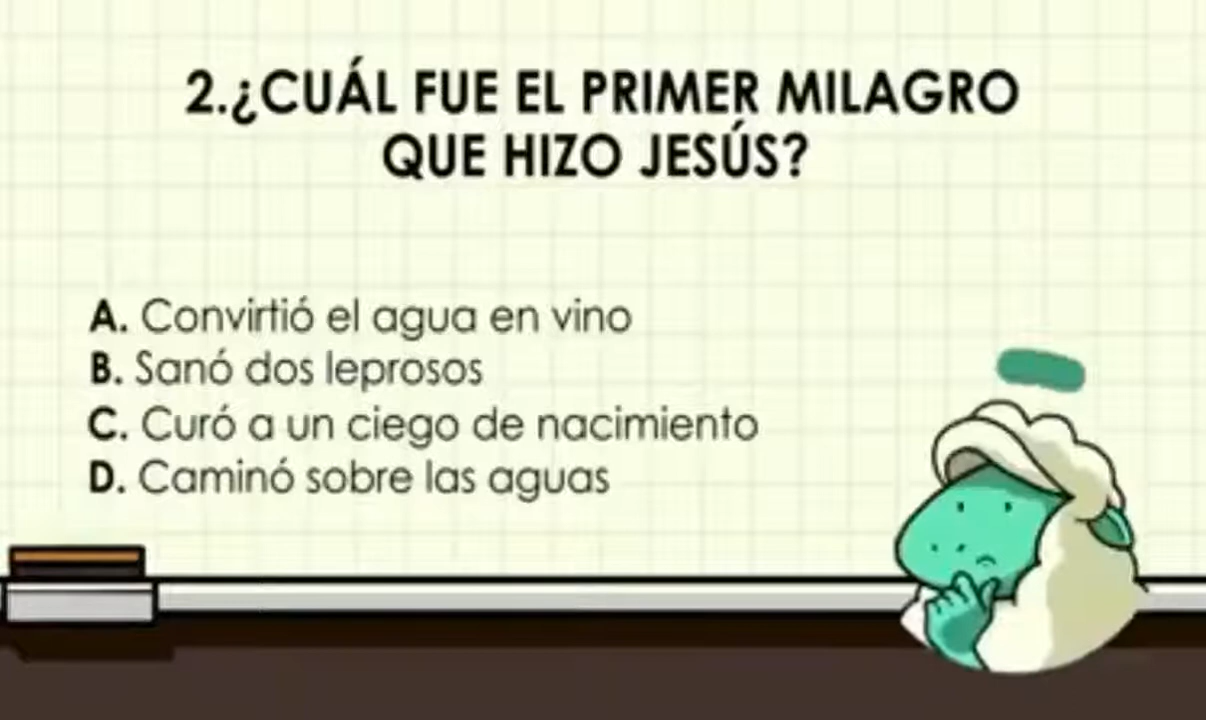 2.¿CUÁL FUE EL PRIMER MILAGRO
QUE HIZO JESÚS?
A. Convirtió el agua en vino
B. Sanó dos leprosos
C. Curó a un ciego de nacimiento
D. Caminó sobre las aguas